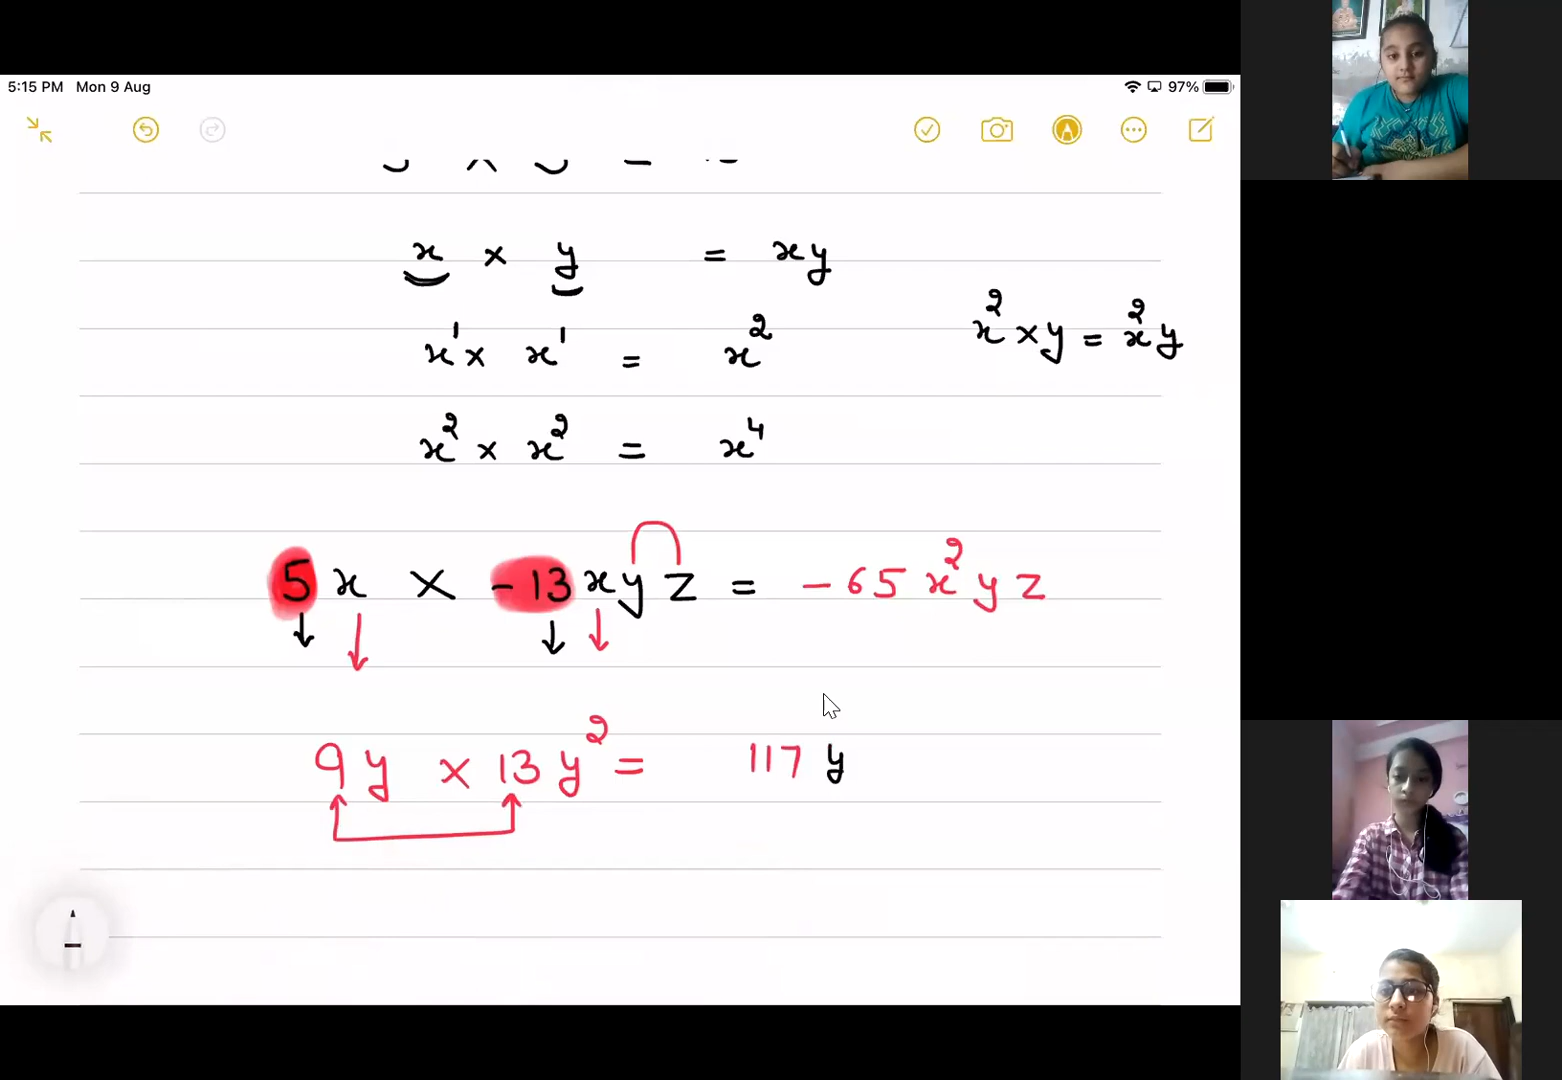 5:15 PM Mon 9 Aug 97%
x × y = xy
x¹ × x¹ = x²
x² × y = x²y
x² × x² = x⁴
5x × -13xyz = -65x²yz
9y × 13y² = 117y